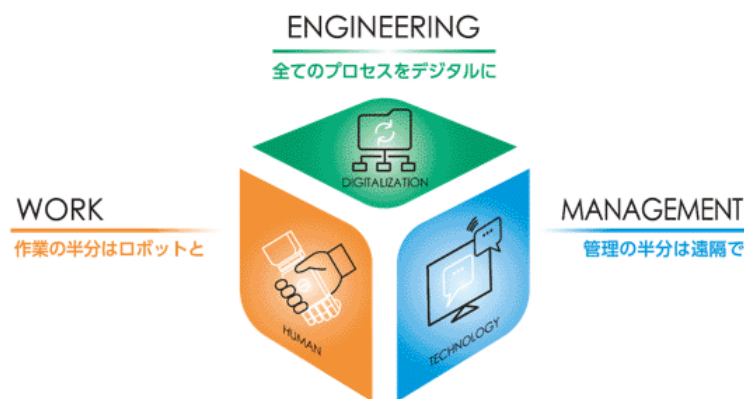 ENGINEERING
全てのプロセスをデジタルに
DIGITALIZATION
WORK
作業の半分はロボットと
MANAGEMENT
管理の半分は遠隔で
HUMAN
TECHNOLOGY